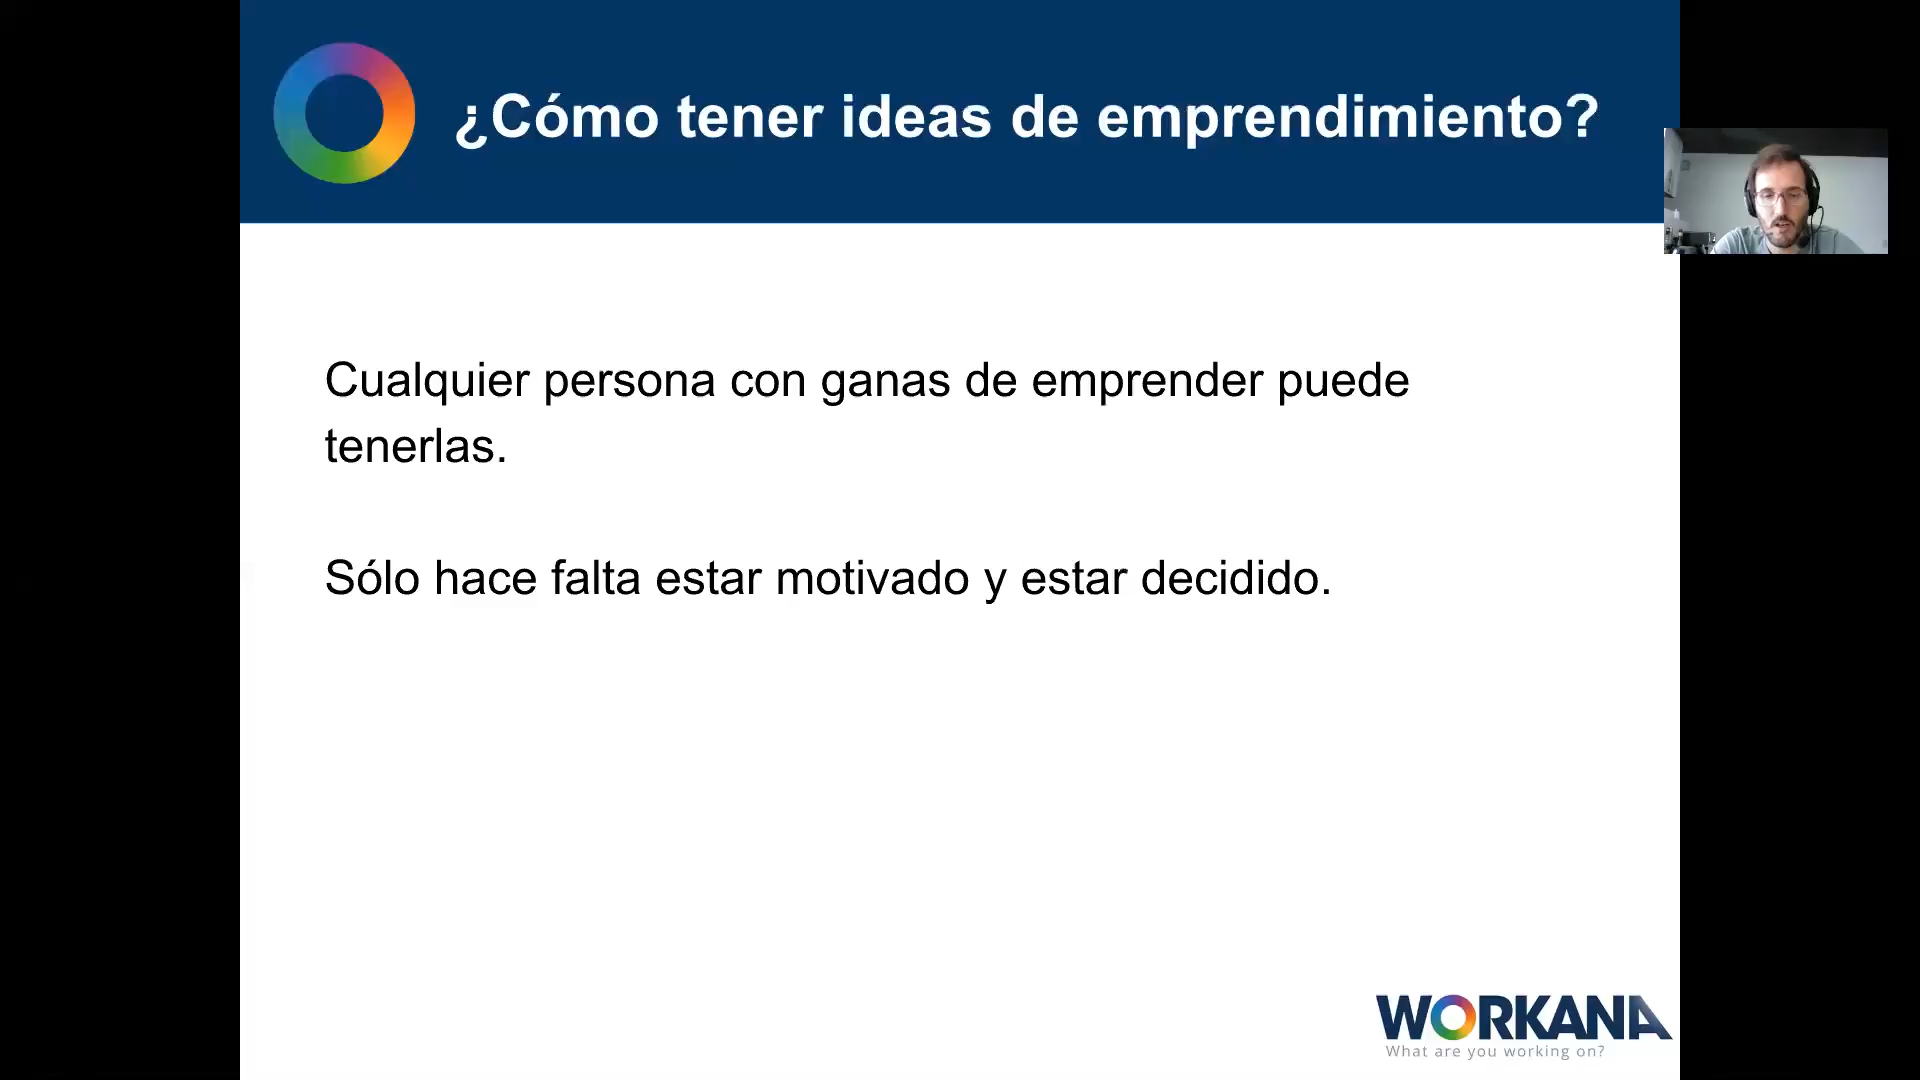 ¿Cómo tener ideas de emprendimiento?
Cualquier persona con ganas de emprender puede
tenerlas.
Sólo hace falta estar motivado y estar decidido.
WORKANA
What are you working on?